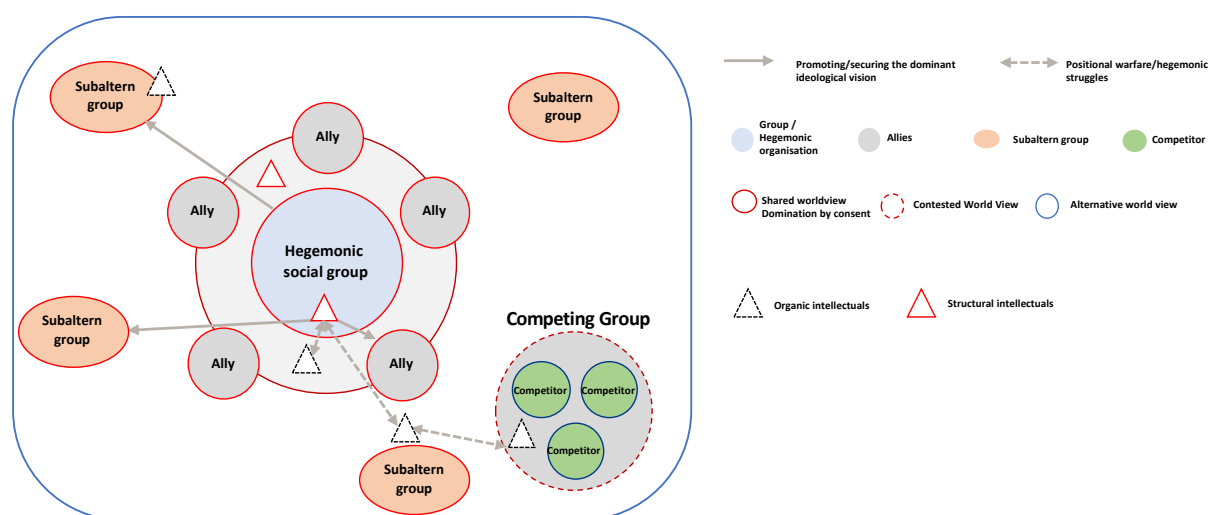 Subaltern
group
Subaltern
group
Ally
Ally
Ally
Hegemonic
social group
Subaltern
group
Ally
Ally
Competing Group
Competitor
Competitor
Competitor
Subaltern
group
Promoting/securing the dominant
ideological vision
Positional warfare/hegemonic
struggles
Group /
Hegemonic
organisation
Allies
Subaltern group
Competitor
Shared worldview
Domination by consent
Contested World View
Alternative world view
Organic intellectuals
Structural intellectuals